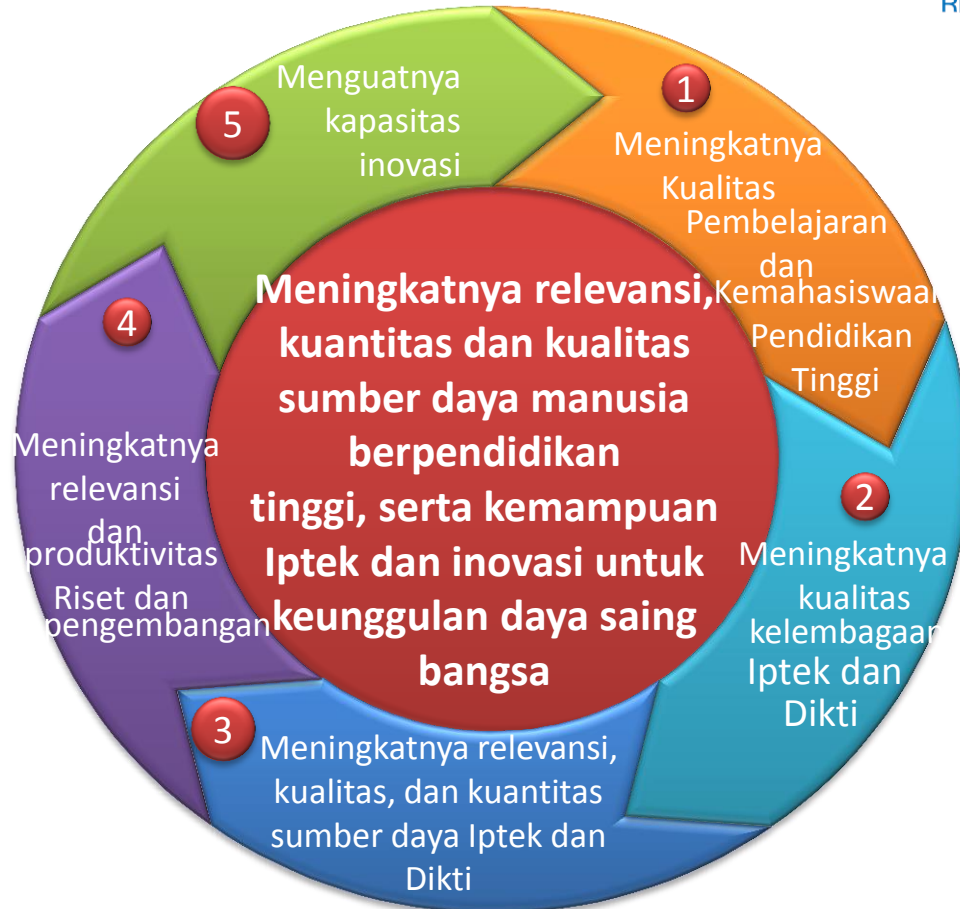 1
Meningkatnya
Kualitas
Pembelajaran
dan
Kemahasiswaan
Pendidikan
Tinggi
2
Meningkatnya
kualitas
kelembagaan
Iptek dan
Dikti
3
Meningkatnya relevansi,
kualitas, dan kuantitas
sumber daya Iptek dan
Dikti
4
Meningkatnya
relevansi
dan
produktivitas
Riset dan
pengembangan
5
Menguatnya
kapasitas
inovasi
Meningkatnya relevansi,
kuantitas dan kualitas
sumber daya manusia
berpendidikan
tinggi, serta kemampuan
Iptek dan inovasi untuk
keunggulan daya saing
bangsa